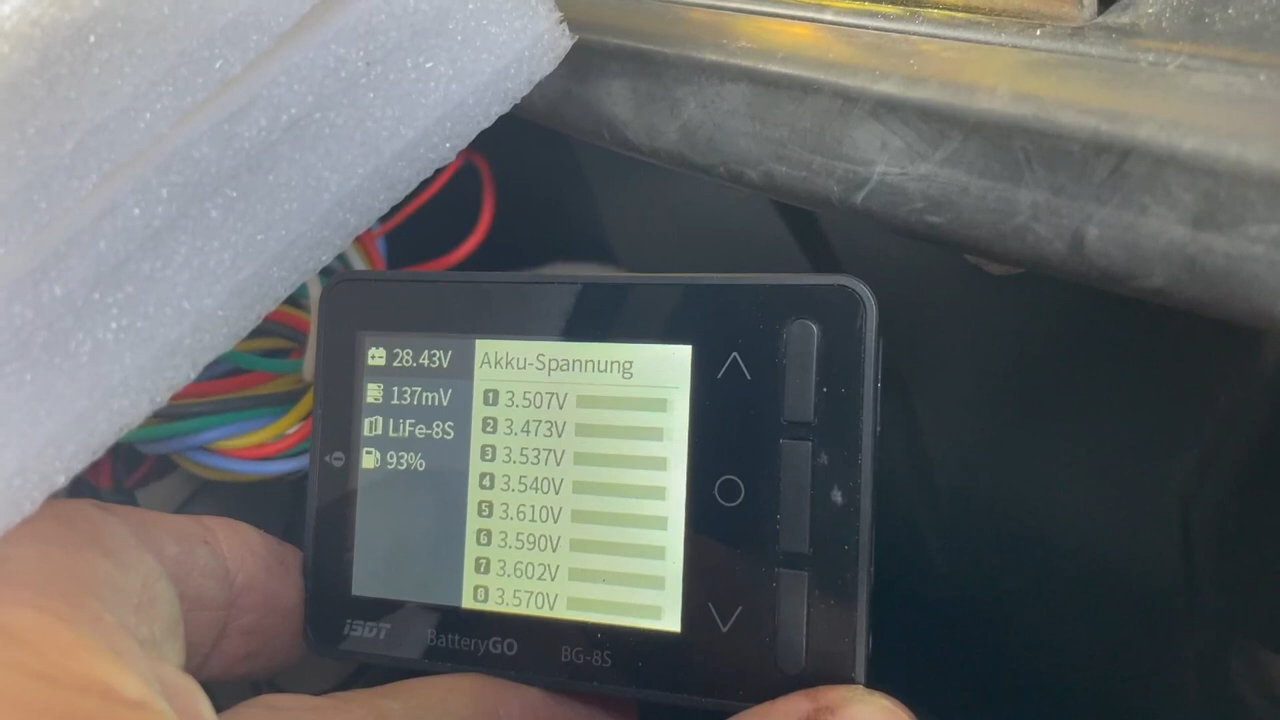 28.43V
137mV
LiFe-8S
93%
Akku-Spannung
1 3.507V
2 3.473V
3 3.537V
4 3.540V
5 3.610V
6 3.590V
7 3.602V
8 3.570V
iSDT BatteryGO BG-8S